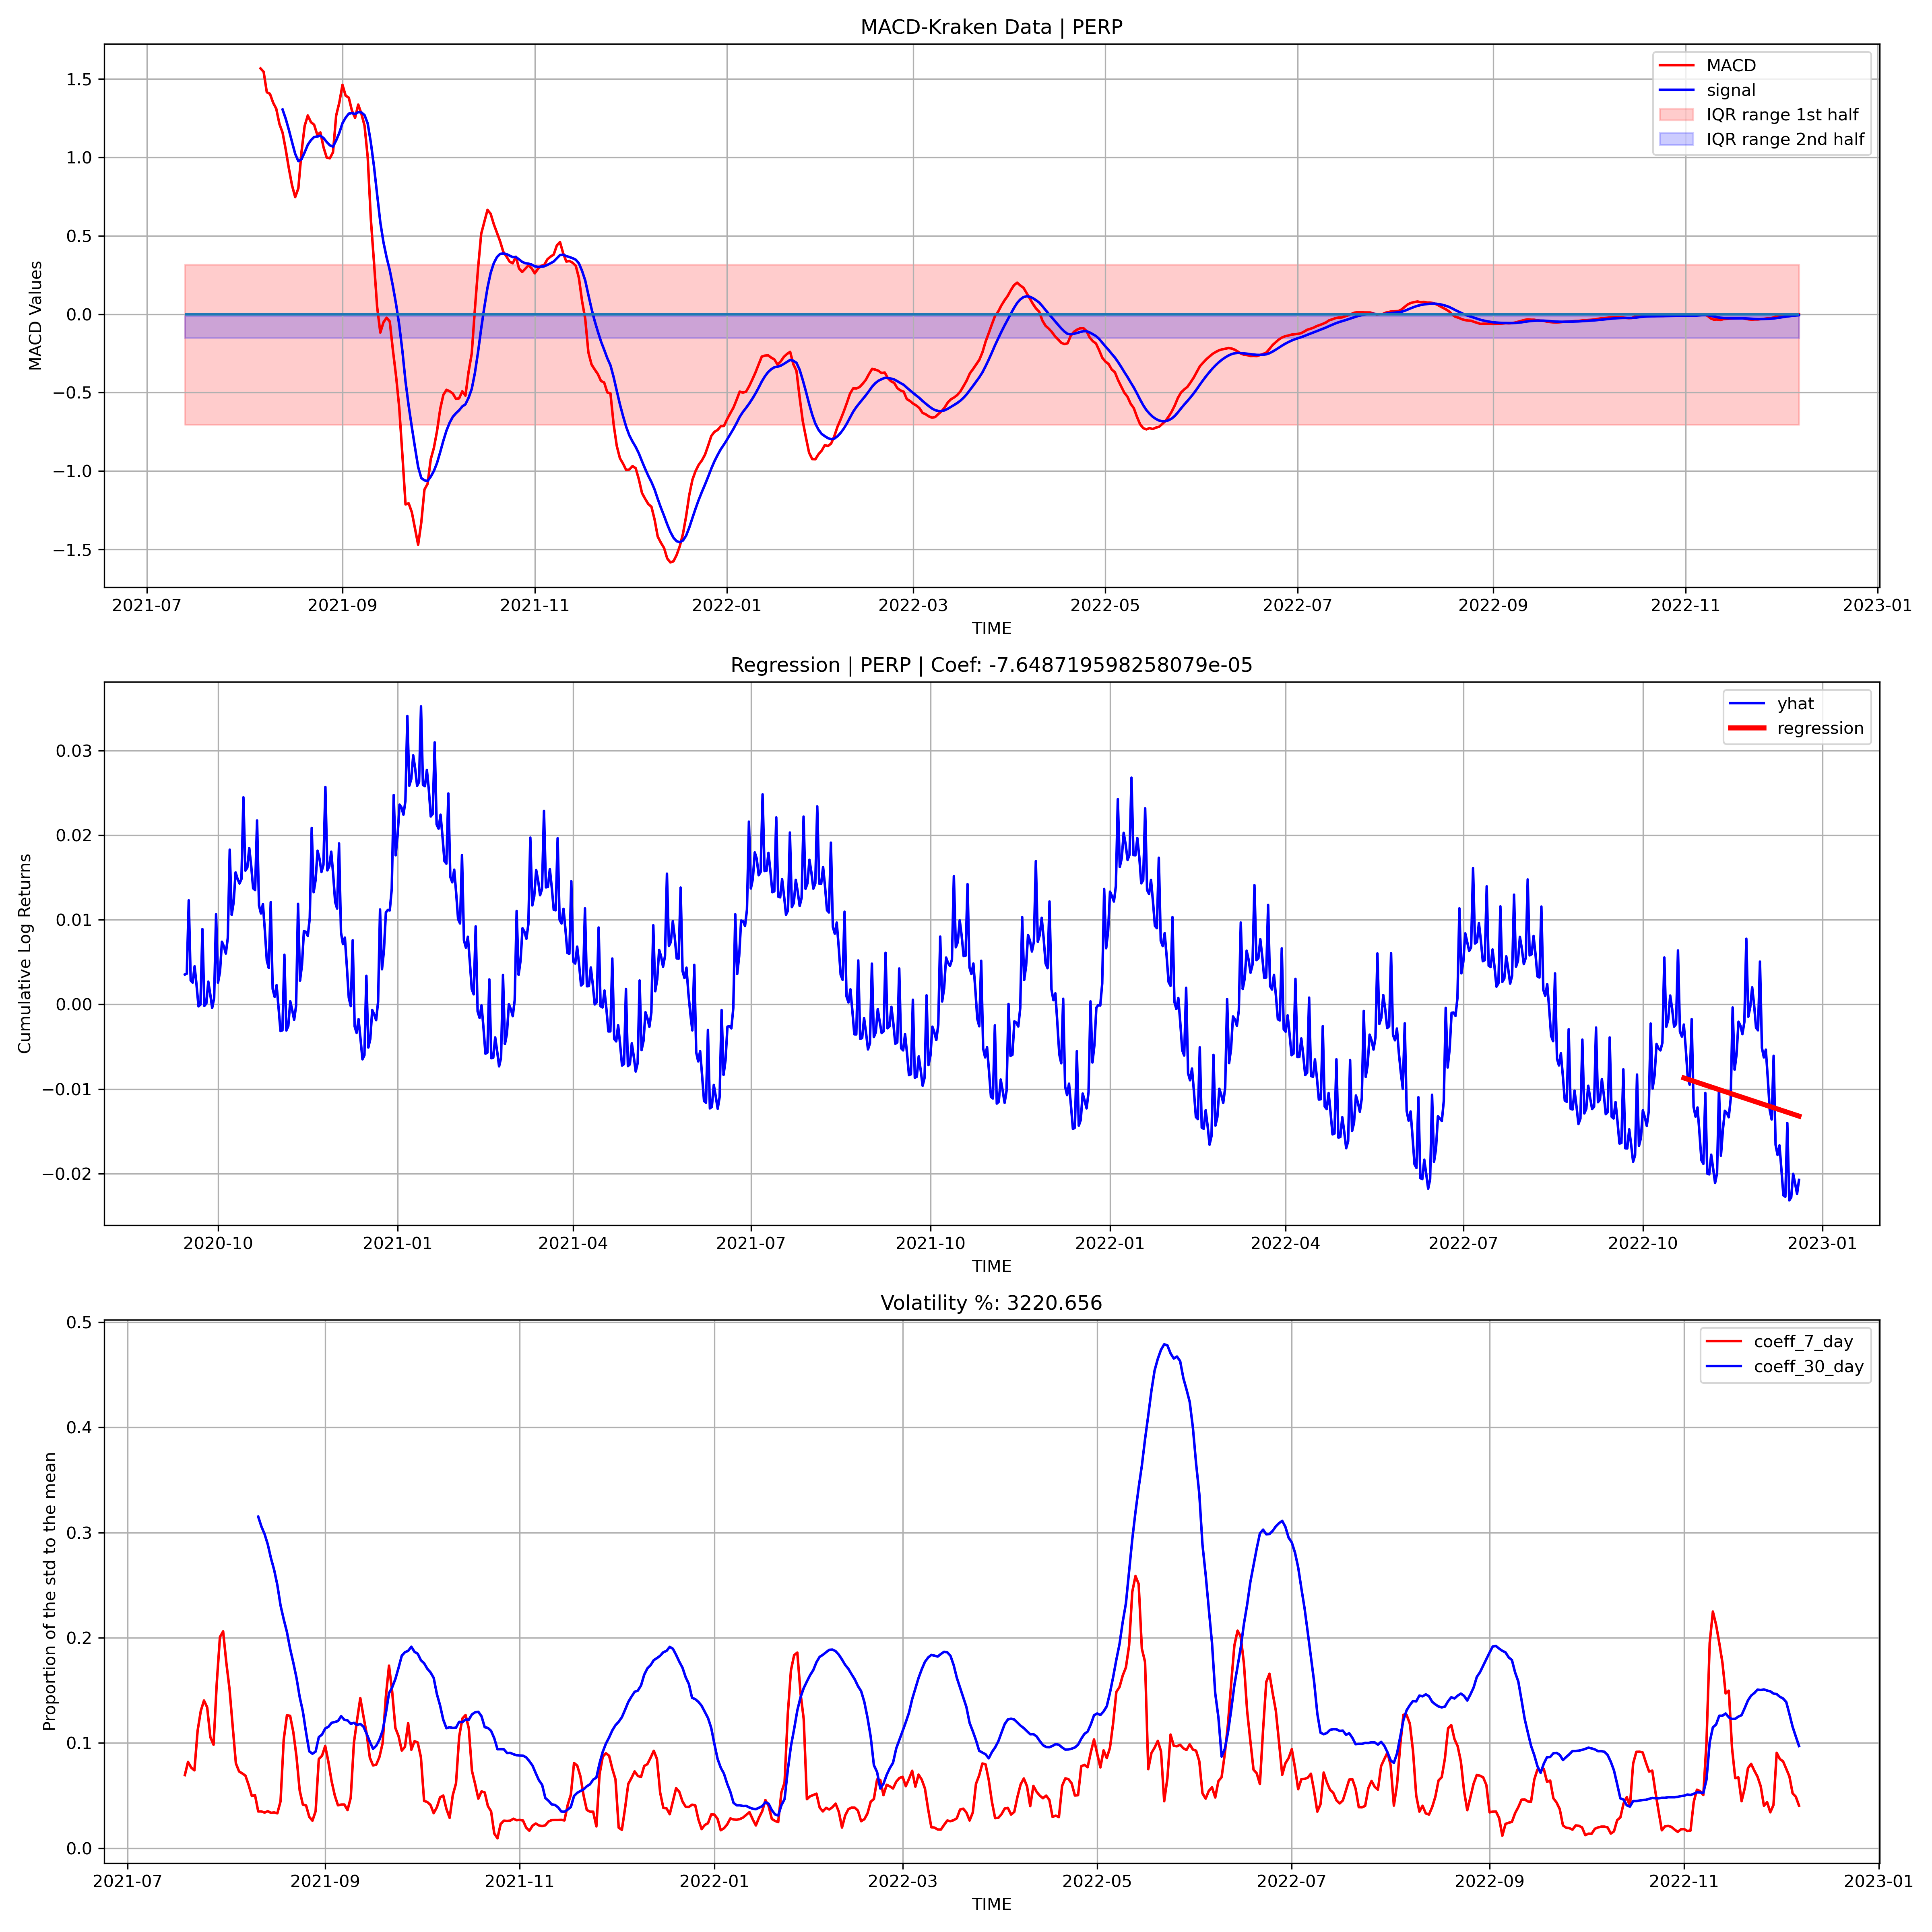 MACD-Kraken Data | PERP
MACD Values
1.5
1.0
0.5
0.0
−0.5
−1.0
−1.5
MACD
signal
IQR range 1st half
IQR range 2nd half
2021-07 2021-09 2021-11 2022-01 2022-03 2022-05 2022-07 2022-09 2022-11 2023-01
TIME
Regression | PERP | Coef: -7.648719598258079e-05
Cumulative Log Returns
0.03
0.02
0.01
0.00
−0.01
−0.02
yhat
regression
2020-10 2021-01 2021-04 2021-07 2021-10 2022-01 2022-04 2022-07 2022-10 2023-01
TIME
Volatility %: 3220.656
Proportion of the std to the mean
0.5
0.4
0.3
0.2
0.1
0.0
coeff_7_day
coeff_30_day
2021-07 2021-09 2021-11 2022-01 2022-03 2022-05 2022-07 2022-09 2022-11 2023-01
TIME